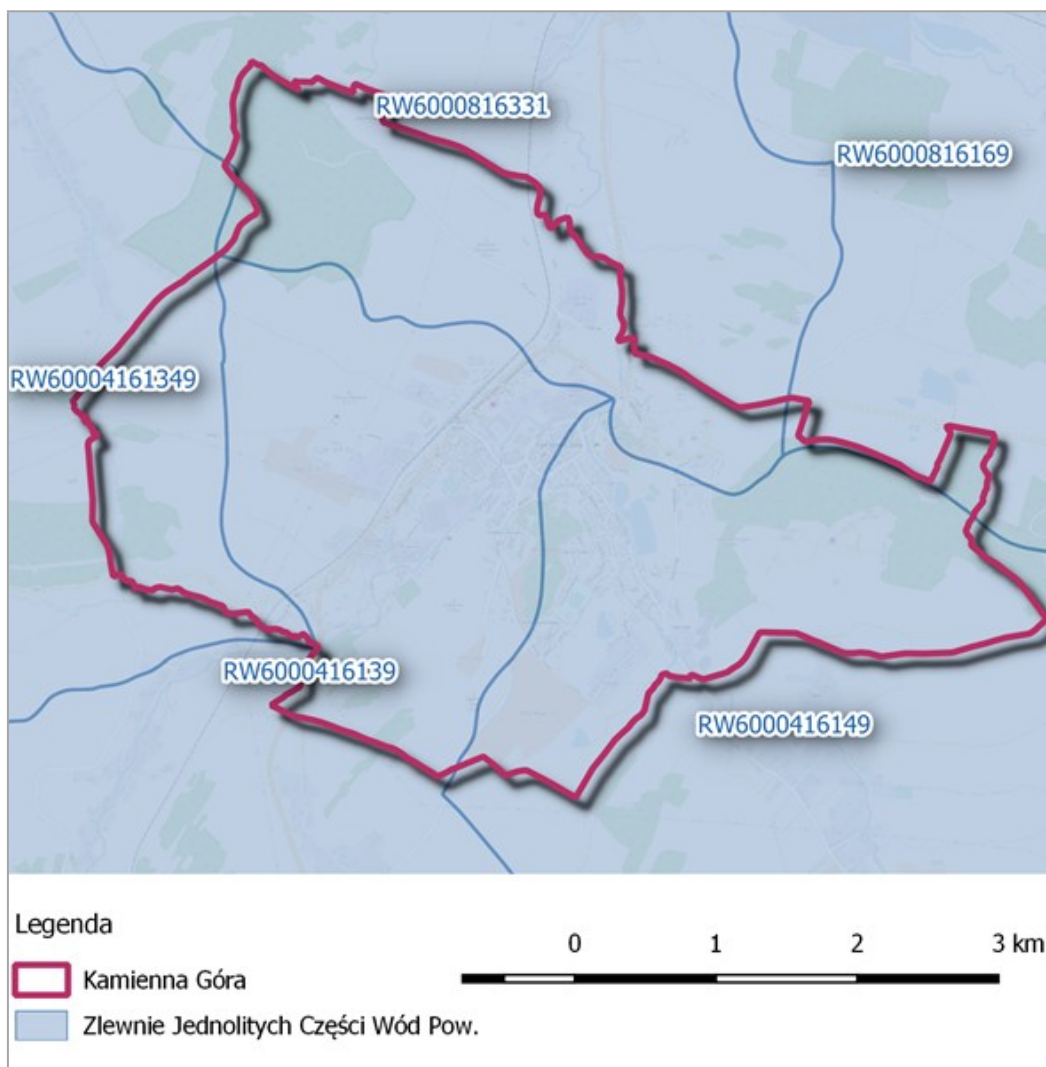 RW6000816331
RW6000816169
RW60004161349
RW6000416139
RW6000416149
Legenda
0 1 2 3 km
Kamienna Góra
Zlewnie Jednolitych Części Wód Pow.